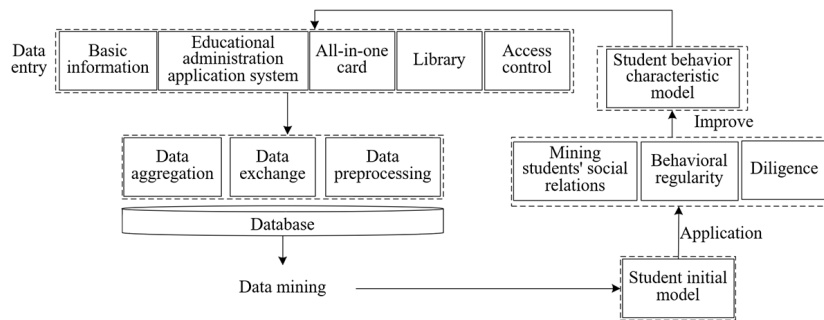 Data
entry
Basic
information
Educational
administration
application system
All-in-one
card
Library
Access
control
Student behavior
characteristic
model
Improve
Data
aggregation
Data
exchange
Data
preprocessing
Mining
students' social
relations
Behavioral
regularity
Diligence
Database
Application
Data mining
Student initial
model